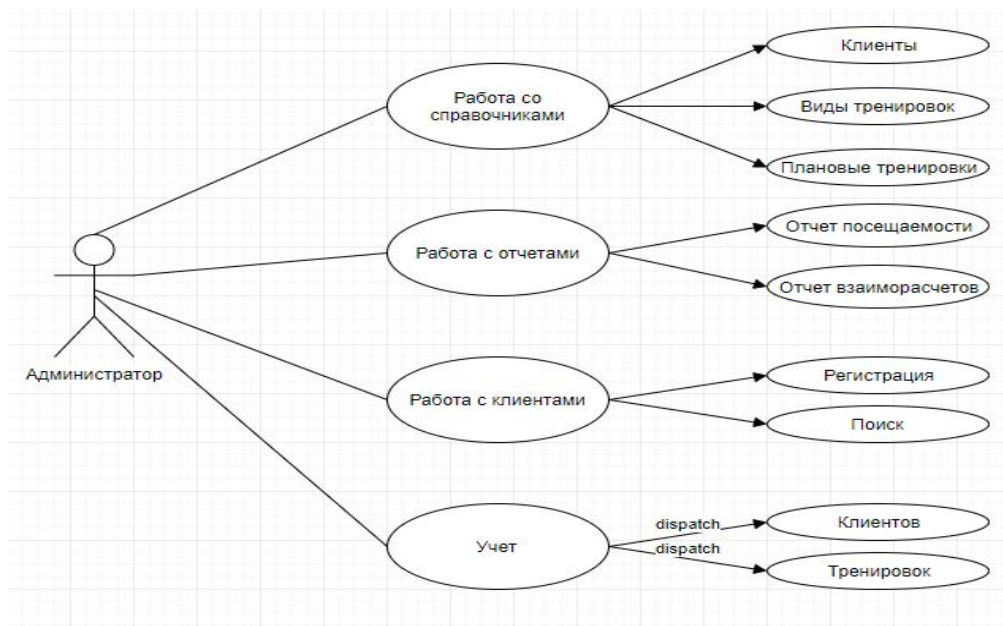 Клиенты
Работа со
справочниками
Виды тренировок
Плановые тренировки
Отчет посещаемости
Работа с отчетами
Отчет взаиморасчетов
Администратор
Регистрация
Работа с клиентами
Поиск
dispatch
Клиентов
Учет
dispatch
Тренировок